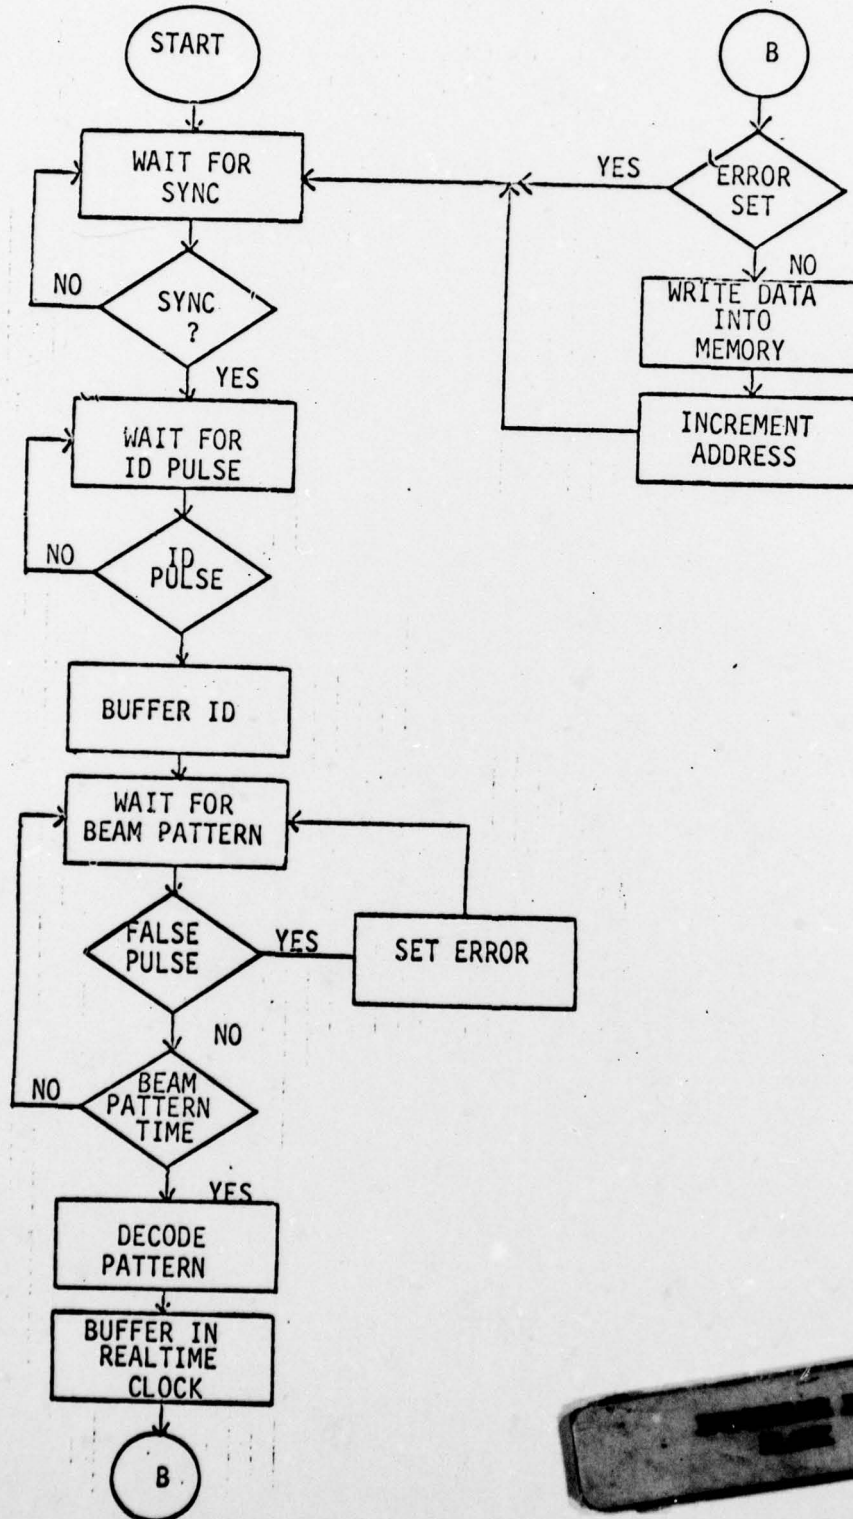 START
WAIT FOR
SYNC
NO
SYNC
?
YES
WAIT FOR
ID PULSE
NO
ID
PULSE
BUFFER ID
WAIT FOR
BEAM PATTERN
FALSE
PULSE
YES
SET ERROR
NO
NO
BEAM
PATTERN
TIME
YES
DECODE
PATTERN
BUFFER IN
REALTIME
CLOCK
B
B
YES
ERROR
SET
NO
WRITE DATA
INTO
MEMORY
INCREMENT
ADDRESS